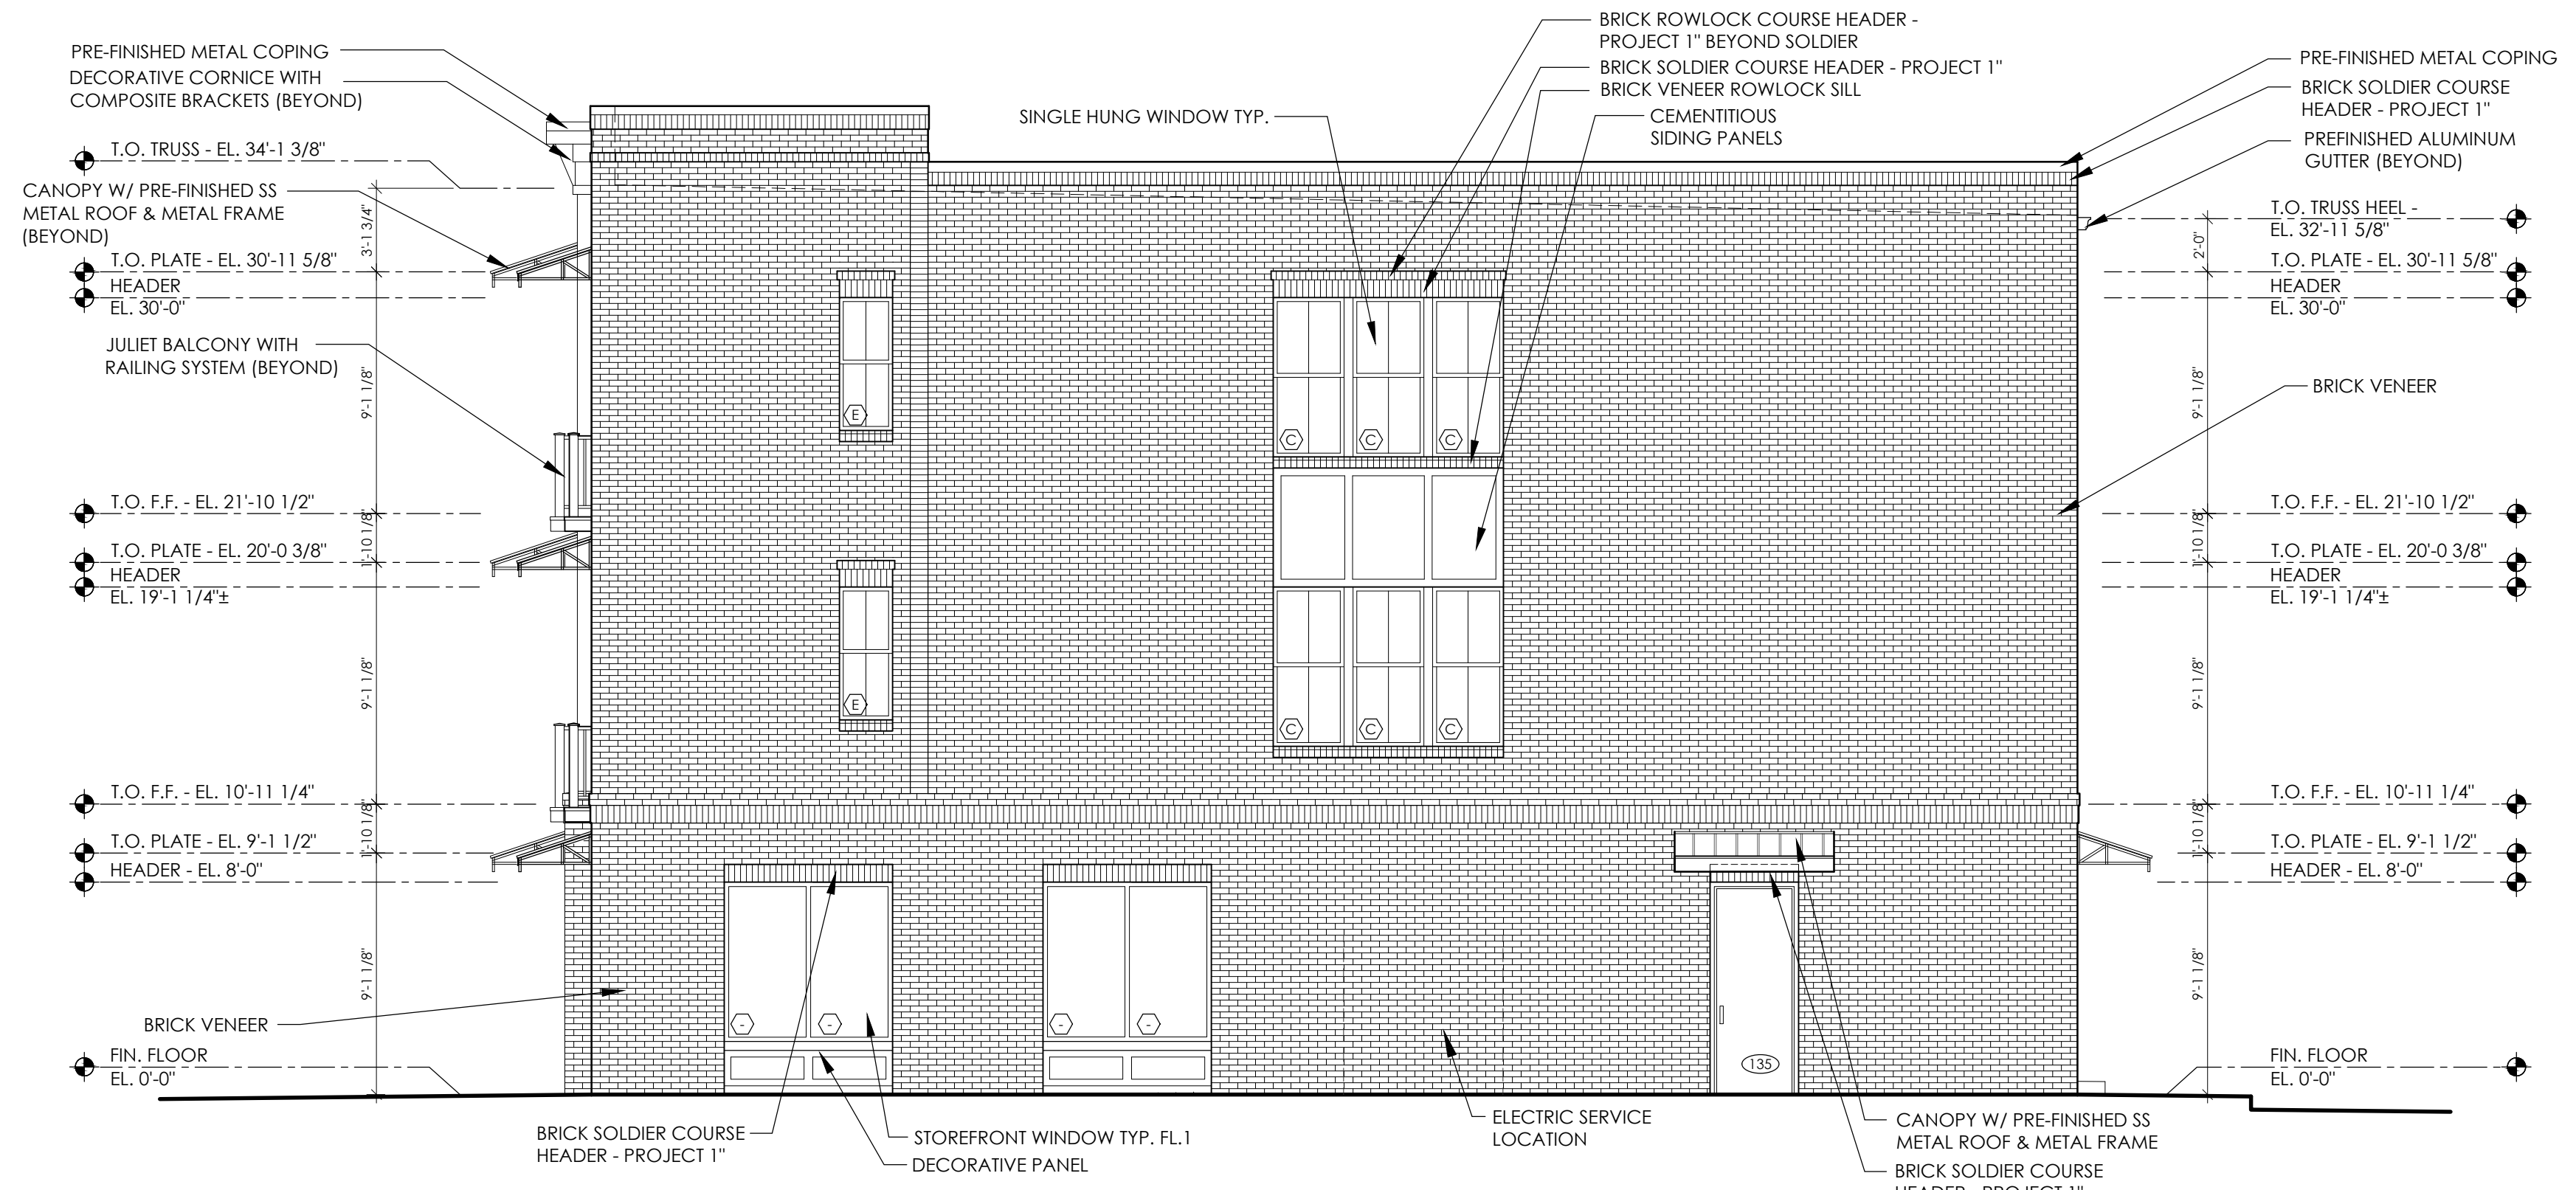 BRICK ROWLOCK COURSE HEADER -
PROJECT 1" BEYOND SOLDIER
BRICK SOLDIER COURSE HEADER - PROJECT 1"
BRICK VENEER ROWLOCK SILL
CEMENTITIOUS
SIDING PANELS
SINGLE HUNG WINDOW TYP.
PRE-FINISHED METAL COPING
DECORATIVE CORNICE WITH
COMPOSITE BRACKETS (BEYOND)
T.O. TRUSS - EL. 34'-1 3/8"
CANOPY W/ PRE-FINISHED SS
METAL ROOF & METAL FRAME
(BEYOND)
T.O. PLATE - EL. 30'-11 5/8"
HEADER
EL. 30'-0"
JULIET BALCONY WITH
RAILING SYSTEM (BEYOND)
T.O. F.F. - EL. 21'-10 1/2"
T.O. PLATE - EL. 20'-0 3/8"
HEADER
EL. 19'-1 1/4"±
T.O. F.F. - EL. 10'-11 1/4"
T.O. PLATE - EL. 9'-1 1/2"
HEADER - EL. 8'-0"
BRICK VENEER
FIN. FLOOR
EL. 0'-0"
3'-1 3/4"
9'-1 1/8"
1'-10 1/8"
9'-1 1/8"
1'-10 1/8"
9'-1 1/8"
E
E
C
C
C
C
C
C
-
-
-
-
135
PRE-FINISHED METAL COPING
BRICK SOLDIER COURSE
HEADER - PROJECT 1"
PREFINISHED ALUMINUM
GUTTER (BEYOND)
T.O. TRUSS HEEL -
EL. 32'-11 5/8"
T.O. PLATE - EL. 30'-11 5/8"
HEADER
EL. 30'-0"
BRICK VENEER
T.O. F.F. - EL. 21'-10 1/2"
T.O. PLATE - EL. 20'-0 3/8"
HEADER
EL. 19'-1 1/4"±
T.O. F.F. - EL. 10'-11 1/4"
T.O. PLATE - EL. 9'-1 1/2"
HEADER - EL. 8'-0"
FIN. FLOOR
EL. 0'-0"
2'-0"
9'-1 1/8"
1'-10 1/8"
9'-1 1/8"
1'-10 1/8"
9'-1 1/8"
BRICK SOLDIER COURSE
HEADER - PROJECT 1"
STOREFRONT WINDOW TYP. FL.1
DECORATIVE PANEL
ELECTRIC SERVICE
LOCATION
CANOPY W/ PRE-FINISHED SS
METAL ROOF & METAL FRAME
BRICK SOLDIER COURSE
HEADER - PROJECT 1"